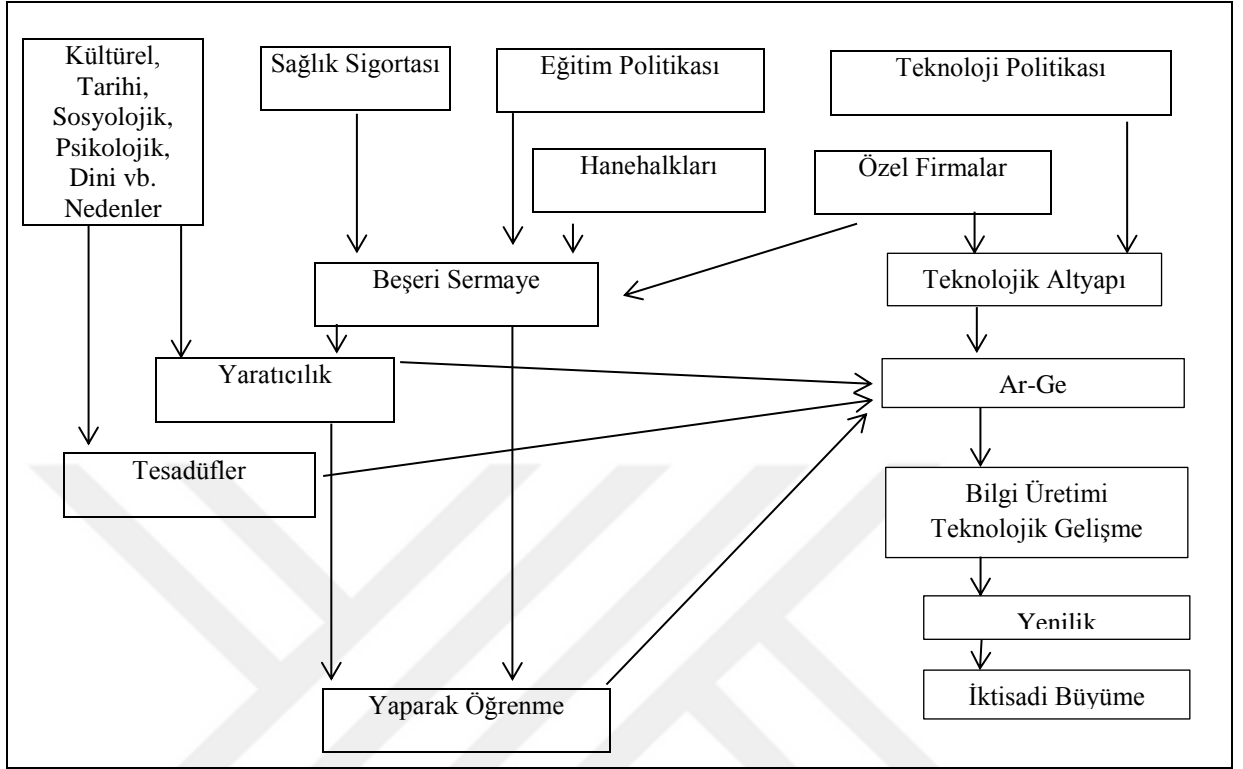 Kültürel,
Tarihi,
Sosyolojik,
Psikolojik,
Dini vb.
Nedenler
Sağlık Sigortası
Eğitim Politikası
Teknoloji Politikası
Hanehalkları
Özel Firmalar
Beşeri Sermaye
Teknolojik Altyapı
Yaratıcılık
Ar-Ge
Tesadüfler
Bilgi Üretimi
Teknolojik Gelişme
Yenilik
Yaparak Öğrenme
İktisadi Büyüme